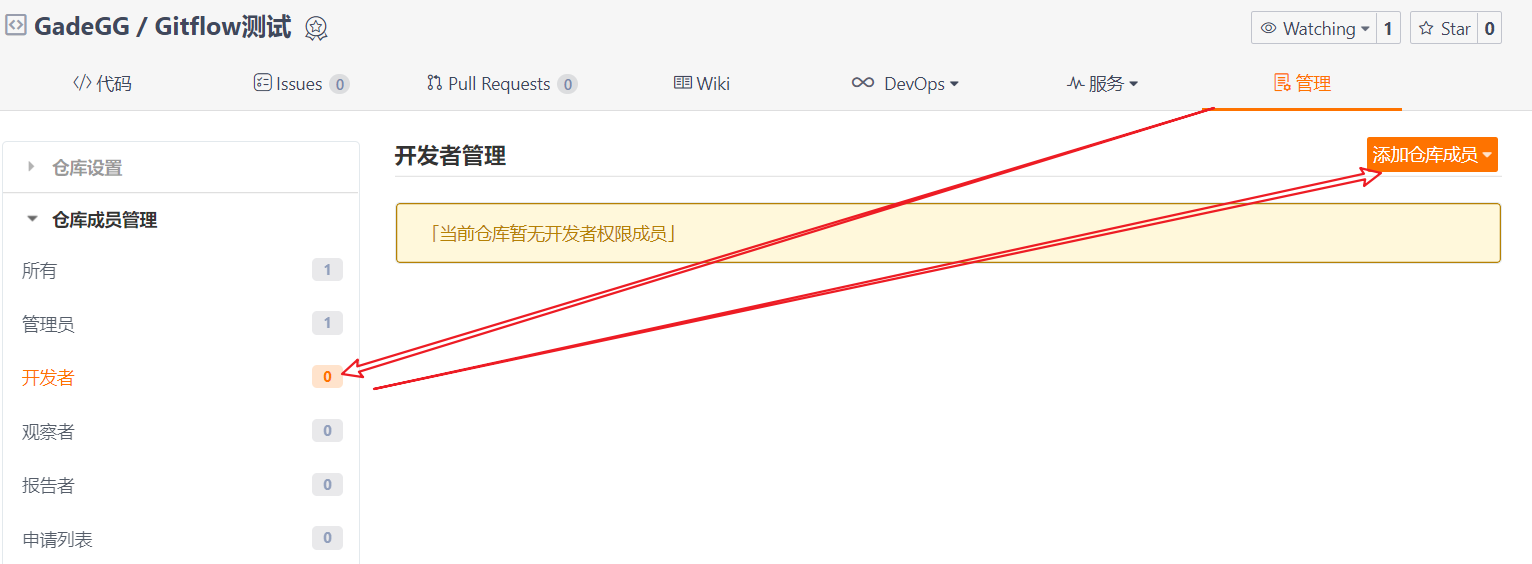 GadeGG / Gitflow测试
Watching 1 Star 0
代码 Issues 0 Pull Requests 0 Wiki DevOps 服务 管理
仓库设置
仓库成员管理
所有 1
管理员 1
开发者 0
观察者 0
报告者 0
申请列表 0
开发者管理
添加仓库成员
「当前仓库暂无开发者权限成员」